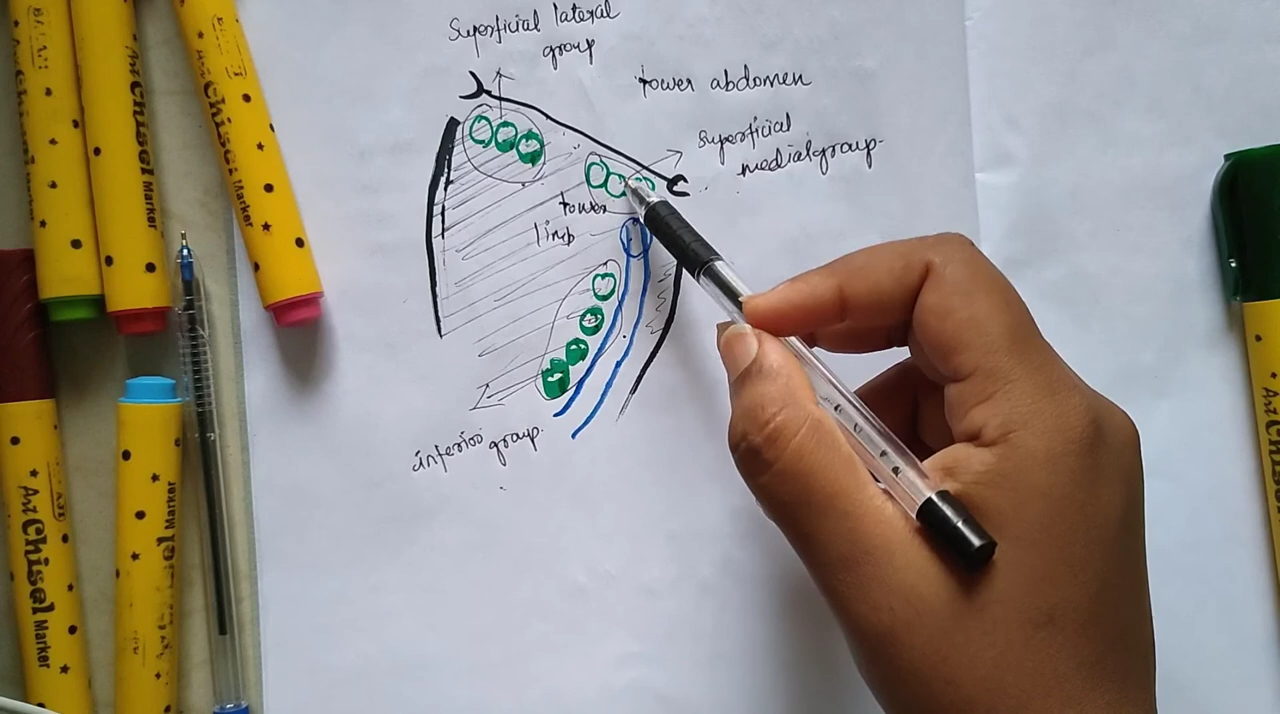 Superficial lateral
group
lower abdomen
superficial
medial group
lower
limb
inferior group.
Art Chisel Marker
Art Chisel Marker
Art Chisel Marker
Art Chisel Marker
Art Chisel Marker
Art Chisel